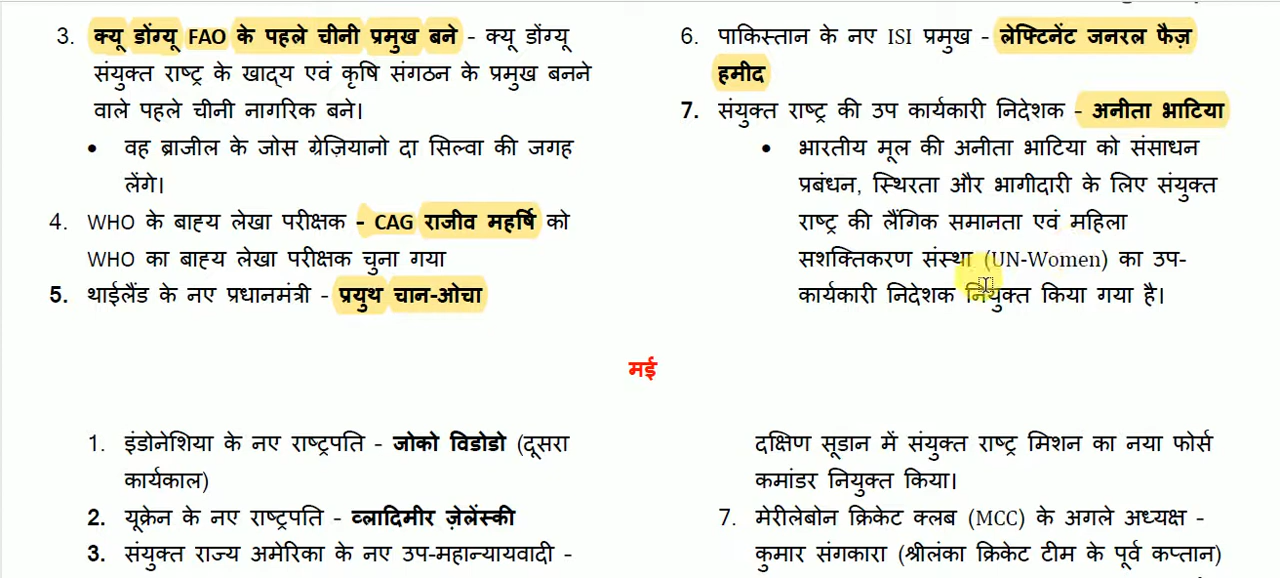 3. क्यू डोंग्यू FAO के पहले चीनी प्रमुख बने - क्यू डोंग्यू
संयुक्त राष्ट्र के खाद्य एवं कृषि संगठन के प्रमुख बनने
वाले पहले चीनी नागरिक बने।
• वह ब्राजील के जोस ग्रेज़ियानो दा सिल्वा की जगह
लेंगे।
4. WHO के बाह्य लेखा परीक्षक - CAG राजीव महर्षि को
WHO का बाह्य लेखा परीक्षक चुना गया
5. थाईलैंड के नए प्रधानमंत्री - प्रयुथ चान-ओचा
6. पाकिस्तान के नए ISI प्रमुख - लेफ्टिनेंट जनरल फैज़
हमीद
7. संयुक्त राष्ट्र की उप कार्यकारी निदेशक - अनीता भाटिया
• भारतीय मूल की अनीता भाटिया को संसाधन
प्रबंधन, स्थिरता और भागीदारी के लिए संयुक्त
राष्ट्र की लैंगिक समानता एवं महिला
सशक्तिकरण संस्था (UN-Women) का उप-
कार्यकारी निदेशक नियुक्त किया गया है।
मई
1. इंडोनेशिया के नए राष्ट्रपति - जोको विडोडो (दूसरा
कार्यकाल)
2. यूक्रेन के नए राष्ट्रपति - व्लादिमीर ज़ेलेंस्की
3. संयुक्त राज्य अमेरिका के नए उप-महान्यायवादी -
दक्षिण सूडान में संयुक्त राष्ट्र मिशन का नया फोर्स
कमांडर नियुक्त किया।
7. मेरीलेबोन क्रिकेट क्लब (MCC) के अगले अध्यक्ष -
कुमार संगकारा (श्रीलंका क्रिकेट टीम के पूर्व कप्तान)